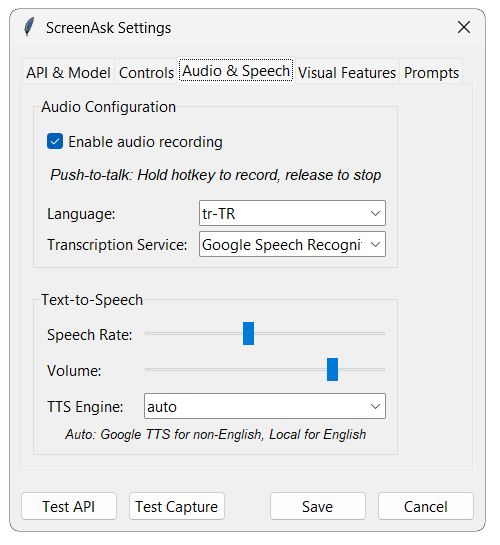 ScreenAsk Settings
API & Model Controls Audio & Speech Visual Features Prompts
Audio Configuration
Enable audio recording
Push-to-talk: Hold hotkey to record, release to stop
Language: tr-TR
Transcription Service: Google Speech Recogni
Text-to-Speech
Speech Rate:
Volume:
TTS Engine: auto
Auto: Google TTS for non-English, Local for English
Test API Test Capture Save Cancel